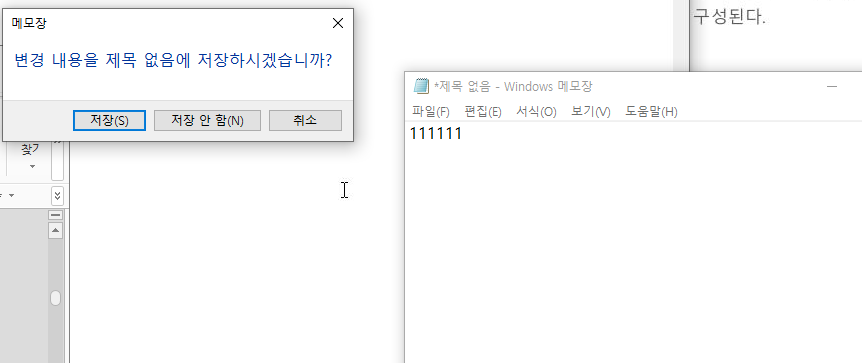 메모장
변경 내용을 제목 없음에 저장하시겠습니까?
저장(S) 저장 안 함(N) 취소
찾기
구성된다.
*제목 없음 - Windows 메모장
파일(F) 편집(E) 서식(O) 보기(V) 도움말(H)
111111